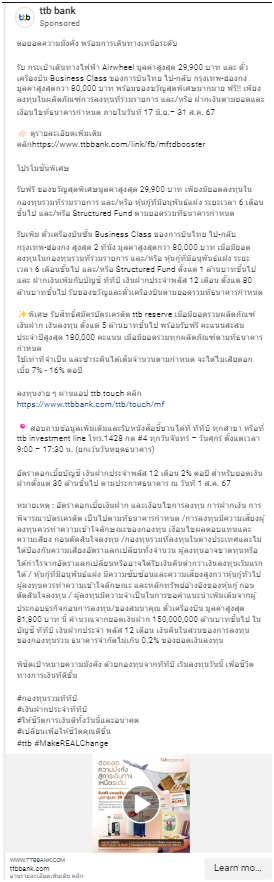 ttb bank
Sponsored
ต่อยอดความมั่งคั่ง พร้อมการเดินทางเหนือระดับ
รับ กระเป๋าเดินทางไฟฟ้า Airwheel มูลค่าสูงสุด 29,900 บาท และ ตั๋ว
เครื่องบิน Business Class ของการบินไทย ไป-กลับ กรุงเทพ-ฮ่องกง
มูลค่าสูงสุดกว่า 80,000 บาท พร้อมของขวัญสุดพิเศษมากมาย ฟรี!! เพียง
ลงทุนในผลิตภัณฑ์การลงทุนที่ร่วมรายการ และ/หรือ ฝากเงินตามยอดและ
เงื่อนไขที่ธนาคารกำหนด ภายในวันที่ 17 มิ.ย.– 31 ส.ค. 67
👉🏻 ดูรายละเอียดเพิ่มเติม
คลิกhttps://www.ttbbank.com/link/fb/mftdbooster
โปรโมชันพิเศษ
รับฟรี ของขวัญสุดพิเศษมูลค่าสูงสุด 29,900 บาท เพียงมียอดลงทุนใน
กองทุนรวมที่ร่วมรายการ และ/หรือ หุ้นกู้ที่มีอนุพันธ์แฝง ระยะเวลา 6 เดือน
ขึ้นไป และ/หรือ Structured Fund ตามยอดรวมที่ธนาคารกำหนด
รับเพิ่ม ตั๋วเครื่องบินชั้น Business Class ของการบินไทย ไป-กลับ
กรุงเทพ-ฮ่องกง สูงสุด 2 ที่นั่ง มูลค่าสูงสุดกว่า 80,000 บาท เมื่อมียอด
ลงทุนในกองทุนรวมที่ร่วมรายการ และ/หรือ หุ้นกู้ที่มีอนุพันธ์แฝง ระยะ
เวลา 6 เดือนขึ้นไป และ/หรือ Structured Fund ตั้งแต่ 1 ล้านบาทขึ้นไป
และ ฝากเงินเพิ่มกับบัญชี ทีทีบี เงินฝากประจำพลัส 12 เดือน ตั้งแต่ 80
ล้านบาทขึ้นไป รับของขวัญและตั๋วเครื่องบินตามยอดรวมที่ธนาคารกำหนด
✨พิเศษ รับสิทธิ์สมัครบัตรเครดิต ttb reserve เมื่อมียอดรวมผลิตภัณฑ์
เงินฝาก เงินลงทุน ตั้งแต่ 5 ล้านบาทขึ้นไป พร้อมรับฟรี คะแนนสะสม
ประจำปีสูงสุด 180,000 คะแนน เมื่อมียอดรวมทุกผลิตภัณฑ์ตามที่ธนาคาร
กำหนด
ใช้เท่าที่จำเป็น และชำระคืนได้เต็มจำนวนตามกำหนด จะได้ไม่เสียดอก
เบี้ย 7% - 16% ต่อปี
ลงทุนง่าย ๆ ผ่านแอป ttb touch คลิก
https://www.ttbbank.com/ttb/touch/mf
📍 สอบถามข้อมูลเพิ่มเติมและรับหนังสือชี้ชวนได้ที่ ทีทีบี ทุกสาขา หรือที่
ttb investment line โทร.1428 กด #4 ทุกวันจันทร์ – วันศุกร์ ตั้งแต่เวลา
9:00 – 17:30 น. (ยกเว้นวันหยุดธนาคาร)
อัตราดอกเบี้ยบัญชี เงินฝากประจำพลัส 12 เดือน 2% ต่อปี สำหรับยอดเงิน
ฝากตั้งแต่ 30 ล้านขึ้นไป ตามประกาศธนาคาร ณ วันที่ 1 ส.ค. 67
หมายเหตุ : อัตราดอกเบี้ยเงินฝาก และเงื่อนไขการลงทุน การฝากเงิน การ
พิจารณาบัตรเครดิต เป็นไปตามที่ธนาคารกำหนด /การลงทุนมีความเสี่ยงผู้
ลงทุนควรทำความเข้าใจลักษณะของกองทุน เงื่อนไขผลตอบแทนและ
ความเสี่ยง ก่อนตัดสินใจลงทุน /กองทุนรวมที่ลงทุนในต่างประเทศและไม่
ได้ป้องกันความเสี่ยงอัตราแลกเปลี่ยนทั้งจำนวน ผู้ลงทุนอาจขาดทุนหรือ
ได้กำไรจากอัตราแลกเปลี่ยนหรืออาจได้รับเงินคืนต่ำกว่าเงินลงทุนเริ่มแรก
ได้ / หุ้นกู้ที่มีอนุพันธ์แฝง มีความซับซ้อนและความเสี่ยงสูงกว่าหุ้นกู้ทั่วไป
ผู้ลงทุนควรทำความเข้าใจลักษณะ และหลักทรัพย์อ้างอิงของหุ้นกู้ ก่อน
ตัดสินใจลงทุน / ผู้ลงทุนมีความจำเป็นในการขอคำแนะนำเพิ่มเติมจากผู้
ประกอบธุรกิจก่อนการลงทุน/ของสมนาคุณ ตั๋วเครื่องบิน มูลค่าสูงสุด
81,800 บาท นี้ คำนวณจากยอดเงินฝาก 150,000,000 ล้านบาทขึ้นไป ใน
บัญชี ทีทีบี เงินฝากประจำ พลัส 12 เดือน เงินคืนในส่วนของการลงทุน
ของกองทุนรวม ธนาคารจำกัดไม่เกิน 0.2% ของยอดเงินลงทุน
พิชิตเป้าหมายความมั่งคั่ง ด้วยกองทุนจากทีทีบี เริ่มลงทุนวันนี้ เพื่อชีวิต
ทางการเงินที่ดีขึ้น
#กองทุนรวมทีทีบี
#เงินฝากประจำทีทีบี
#ให้ชีวิตการเงินดีทั้งวันนี้และอนาคต
#เปลี่ยนเพื่อให้ชีวิตคุณดีขึ้น
#ttb #MakeREALChange
ต่อยอด
ความมั่งคั่ง
สู่การเดินทาง
เหนือระดับ
WWW.TTBBANK.COM
ttbbank.com
อ่านรายละเอียดเพิ่มเติม คลิก
Learn mo...